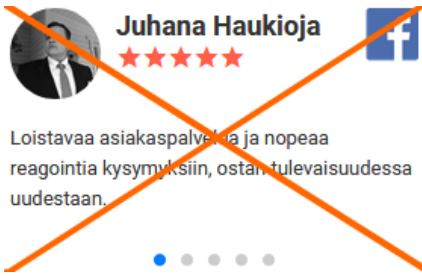 Juhana Haukioja
Loistavaa asiakaspalvelua ja nopeaa
reagointia kysymyksiin, ostan tulevaisuudessa
uudestaan.